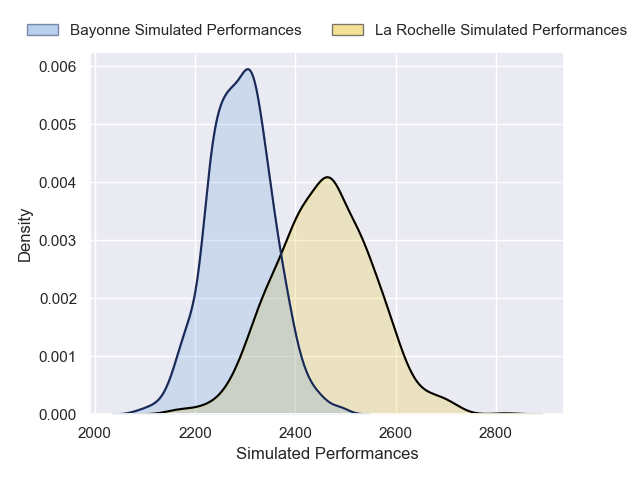 Bayonne Simulated Performances La Rochelle Simulated Performances
0.006
0.005
0.004
0.003
0.002
0.001
0.000
Density
2000 2200 2400 2600 2800
Simulated Performances